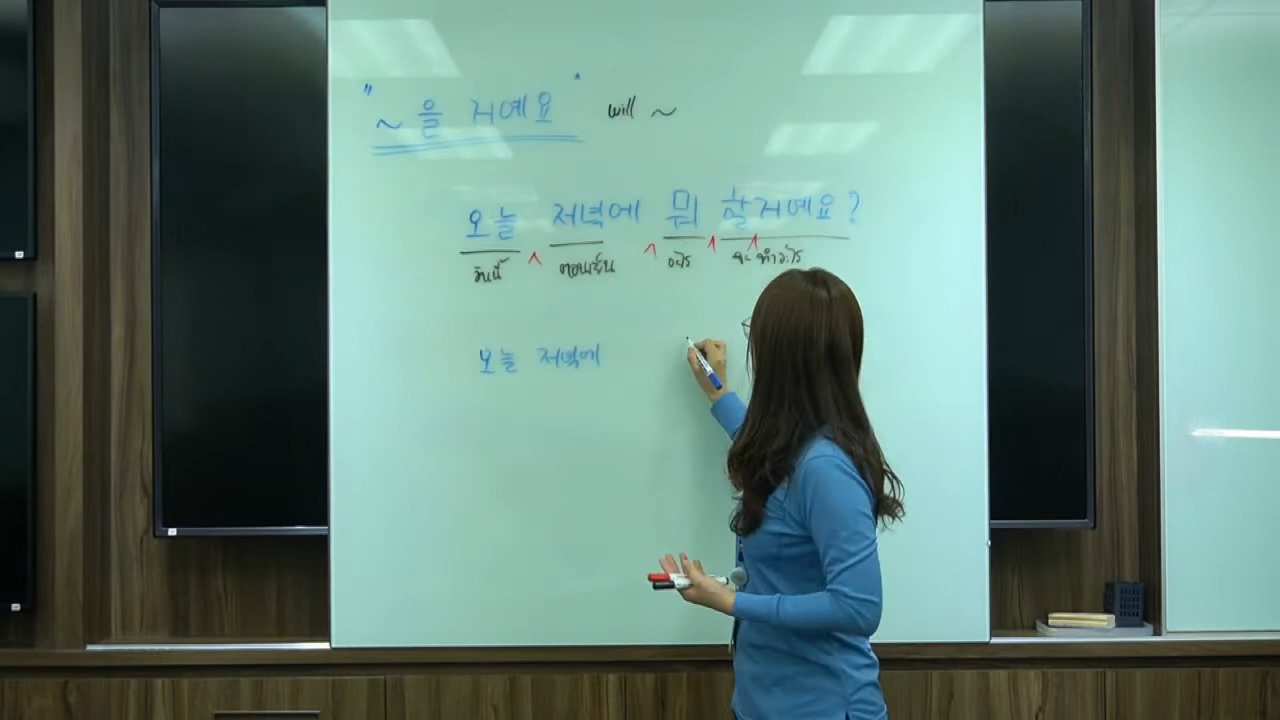 "~을 거예요" will ~
오늘 저녁에 뭐 할거예요?
วันนี้ ตอนเย็น อะไร จะ ทำอะไร
오늘 저녁에